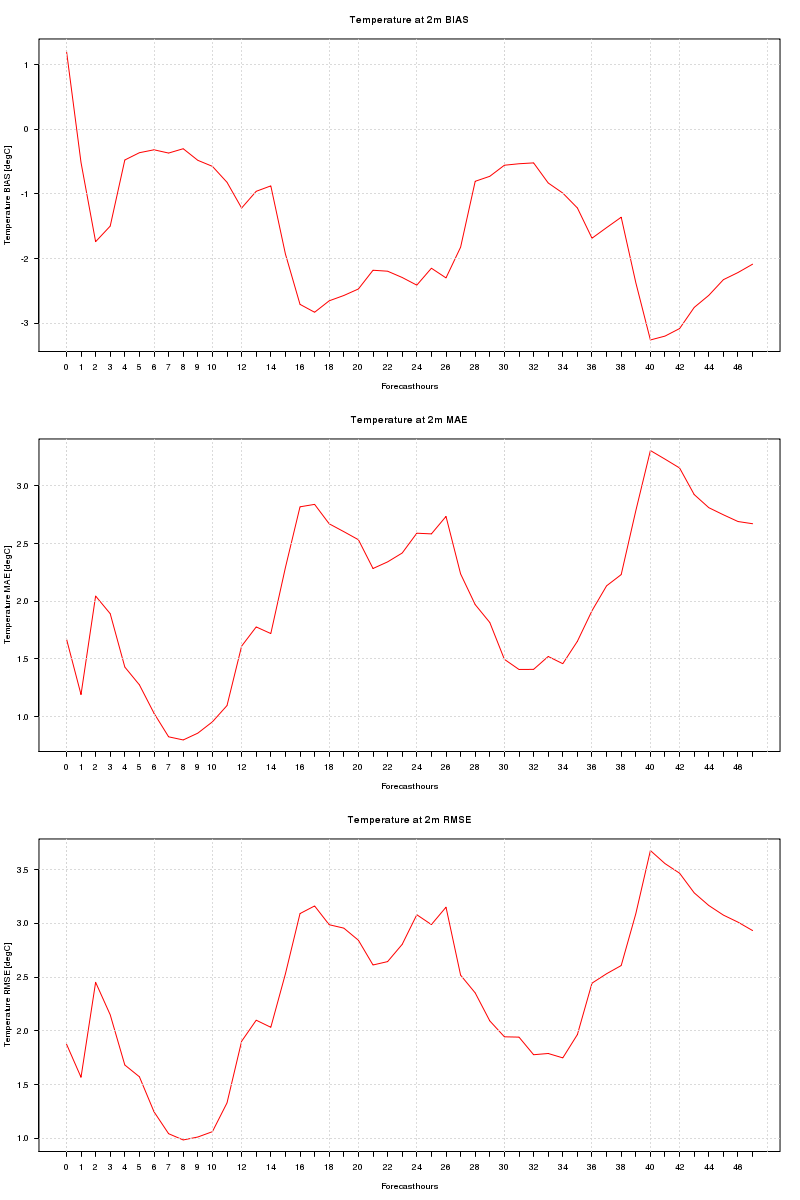 Temperature at 2m BIAS
Temperature BIAS [degC]
1
0
-1
-2
-3
0 1 2 3 4 5 6 7 8 9 10 12 14 16 18 20 22 24 26 28 30 32 34 36 38 40 42 44 46
Forecasthours
Temperature at 2m MAE
Temperature MAE [degC]
3.0
2.5
2.0
1.5
1.0
0 1 2 3 4 5 6 7 8 9 10 12 14 16 18 20 22 24 26 28 30 32 34 36 38 40 42 44 46
Forecasthours
Temperature at 2m RMSE
Temperature RMSE [degC]
3.5
3.0
2.5
2.0
1.5
1.0
0 1 2 3 4 5 6 7 8 9 10 12 14 16 18 20 22 24 26 28 30 32 34 36 38 40 42 44 46
Forecasthours